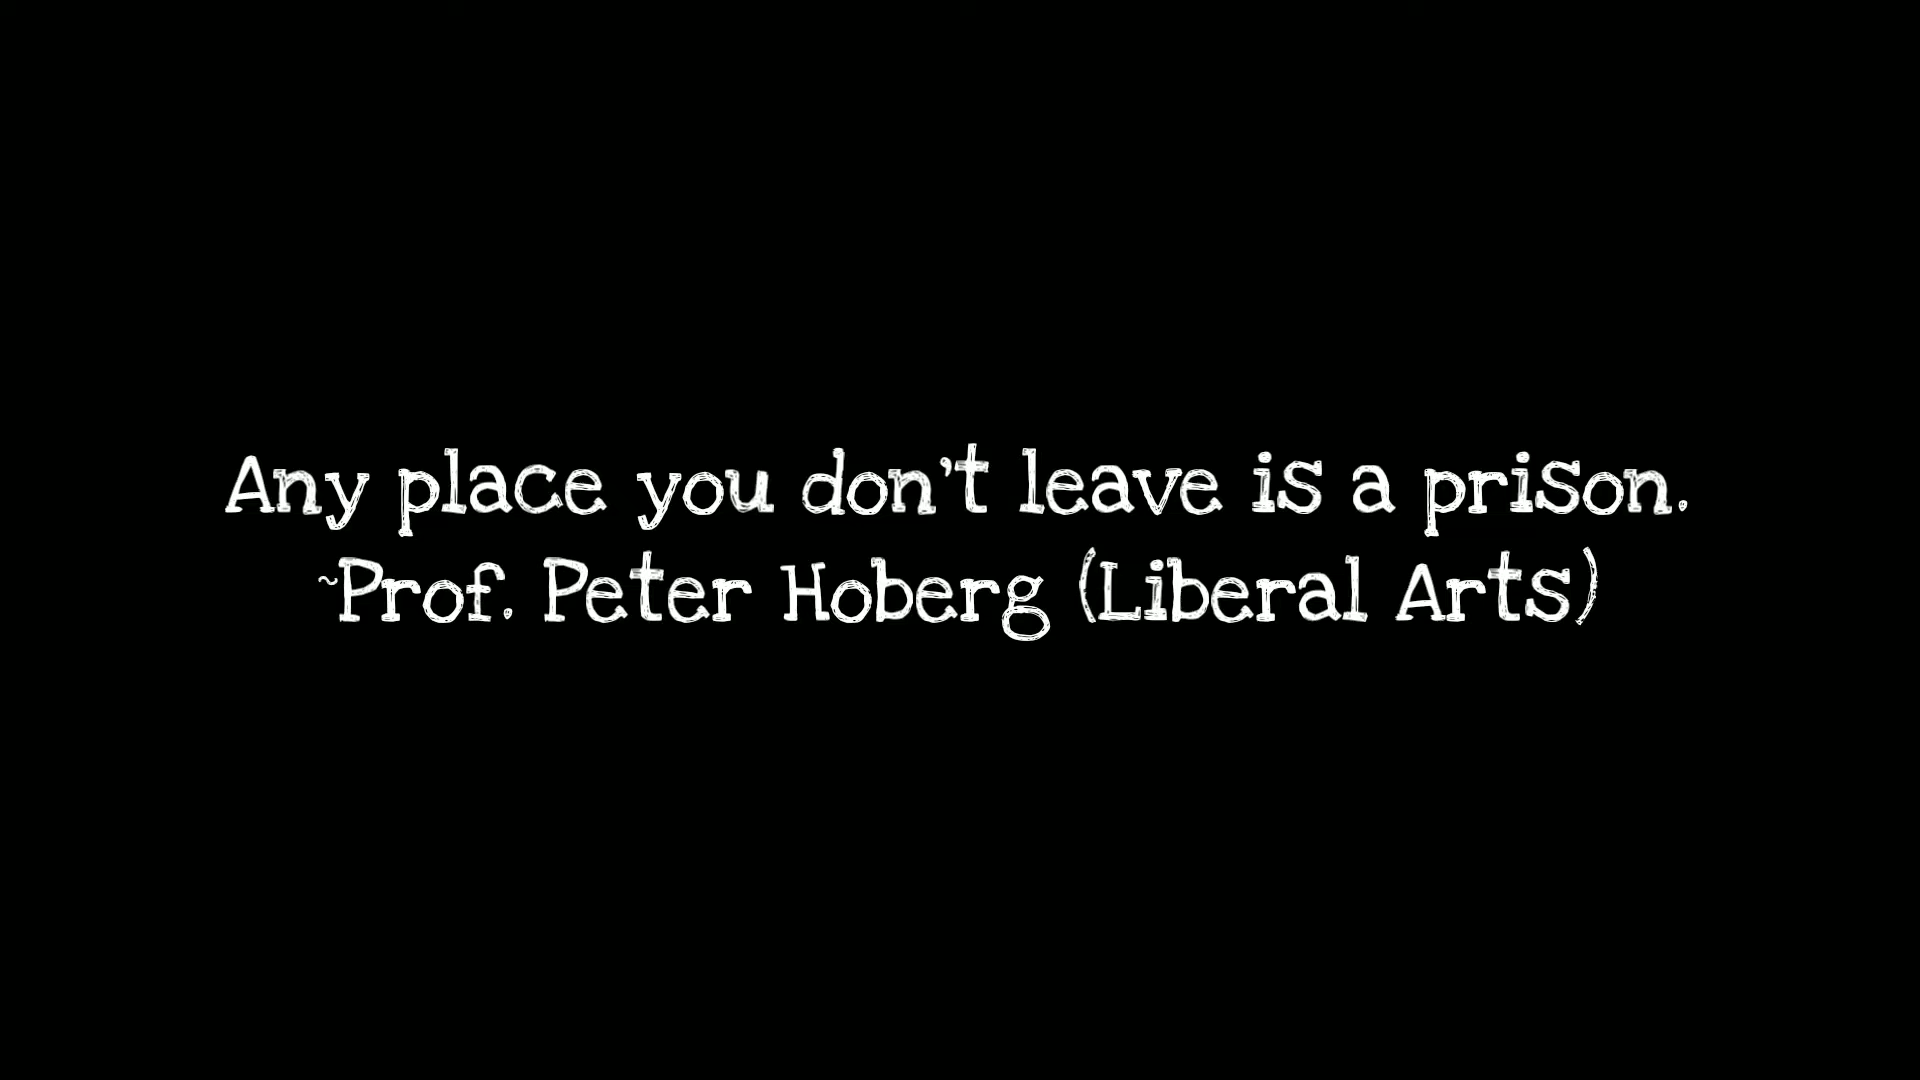 Any place you don't leave is a prison.
~Prof. Peter Hoberg (Liberal Arts)